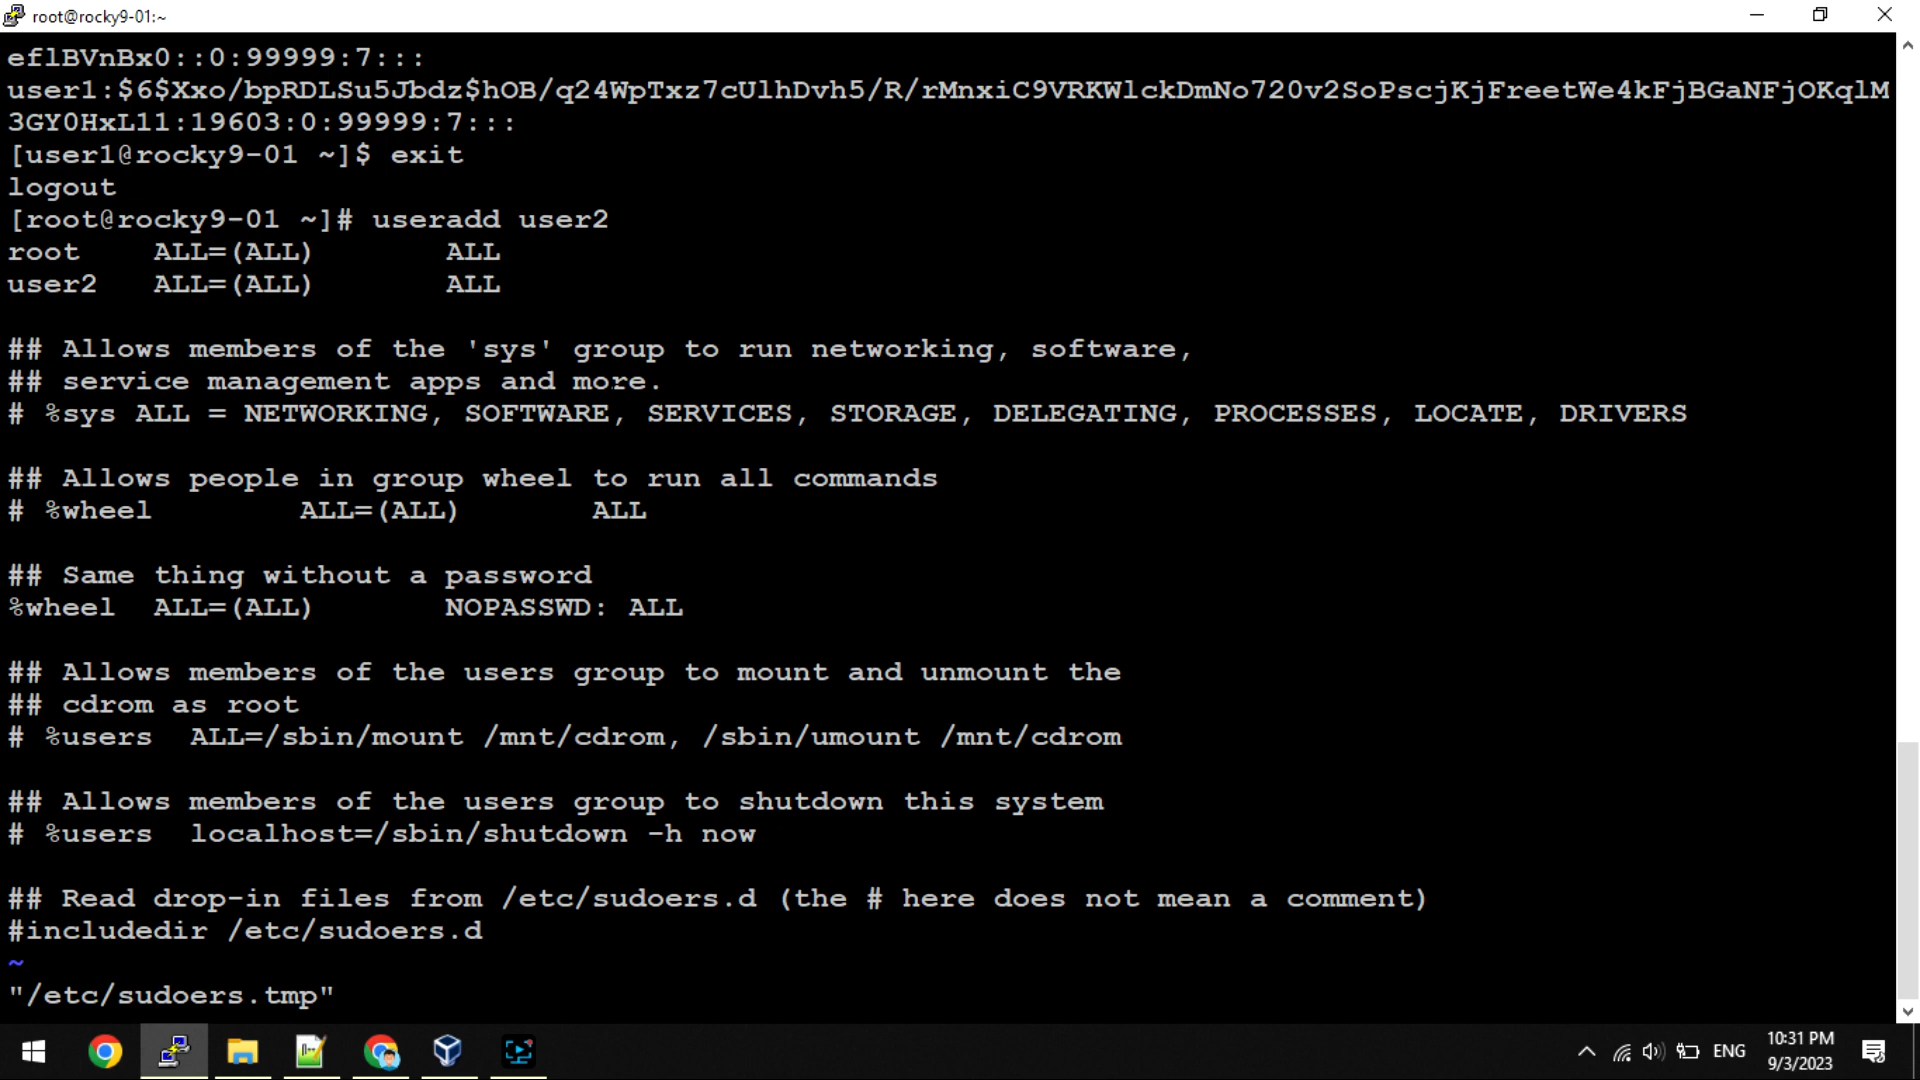 root@rocky9-01:~
eflBVnBx0::0:99999:7:::
user1:$6$Xxo/bpRDLSu5Jbdz$hOB/q24WpTxz7cUlhDvh5/R/rMnxiC9VRKWlckDmNo720v2SoPscjKjFreetWe4kFjBGaNFjOKqlM
3GY0HxL11:19603:0:99999:7:::
[user1@rocky9-01 ~]$ exit
logout
[root@rocky9-01 ~]# useradd user2
root    ALL=(ALL)       ALL
user2   ALL=(ALL)       ALL
## Allows members of the 'sys' group to run networking, software,
## service management apps and more.
# %sys ALL = NETWORKING, SOFTWARE, SERVICES, STORAGE, DELEGATING, PROCESSES, LOCATE, DRIVERS
## Allows people in group wheel to run all commands
# %wheel        ALL=(ALL)       ALL
## Same thing without a password
%wheel  ALL=(ALL)       NOPASSWD: ALL
## Allows members of the users group to mount and unmount the
## cdrom as root
# %users  ALL=/sbin/mount /mnt/cdrom, /sbin/umount /mnt/cdrom
## Allows members of the users group to shutdown this system
# %users  localhost=/sbin/shutdown -h now
## Read drop-in files from /etc/sudoers.d (the # here does not mean a comment)
#includedir /etc/sudoers.d
~
"/etc/sudoers.tmp"
ENG
10:31 PM
9/3/2023